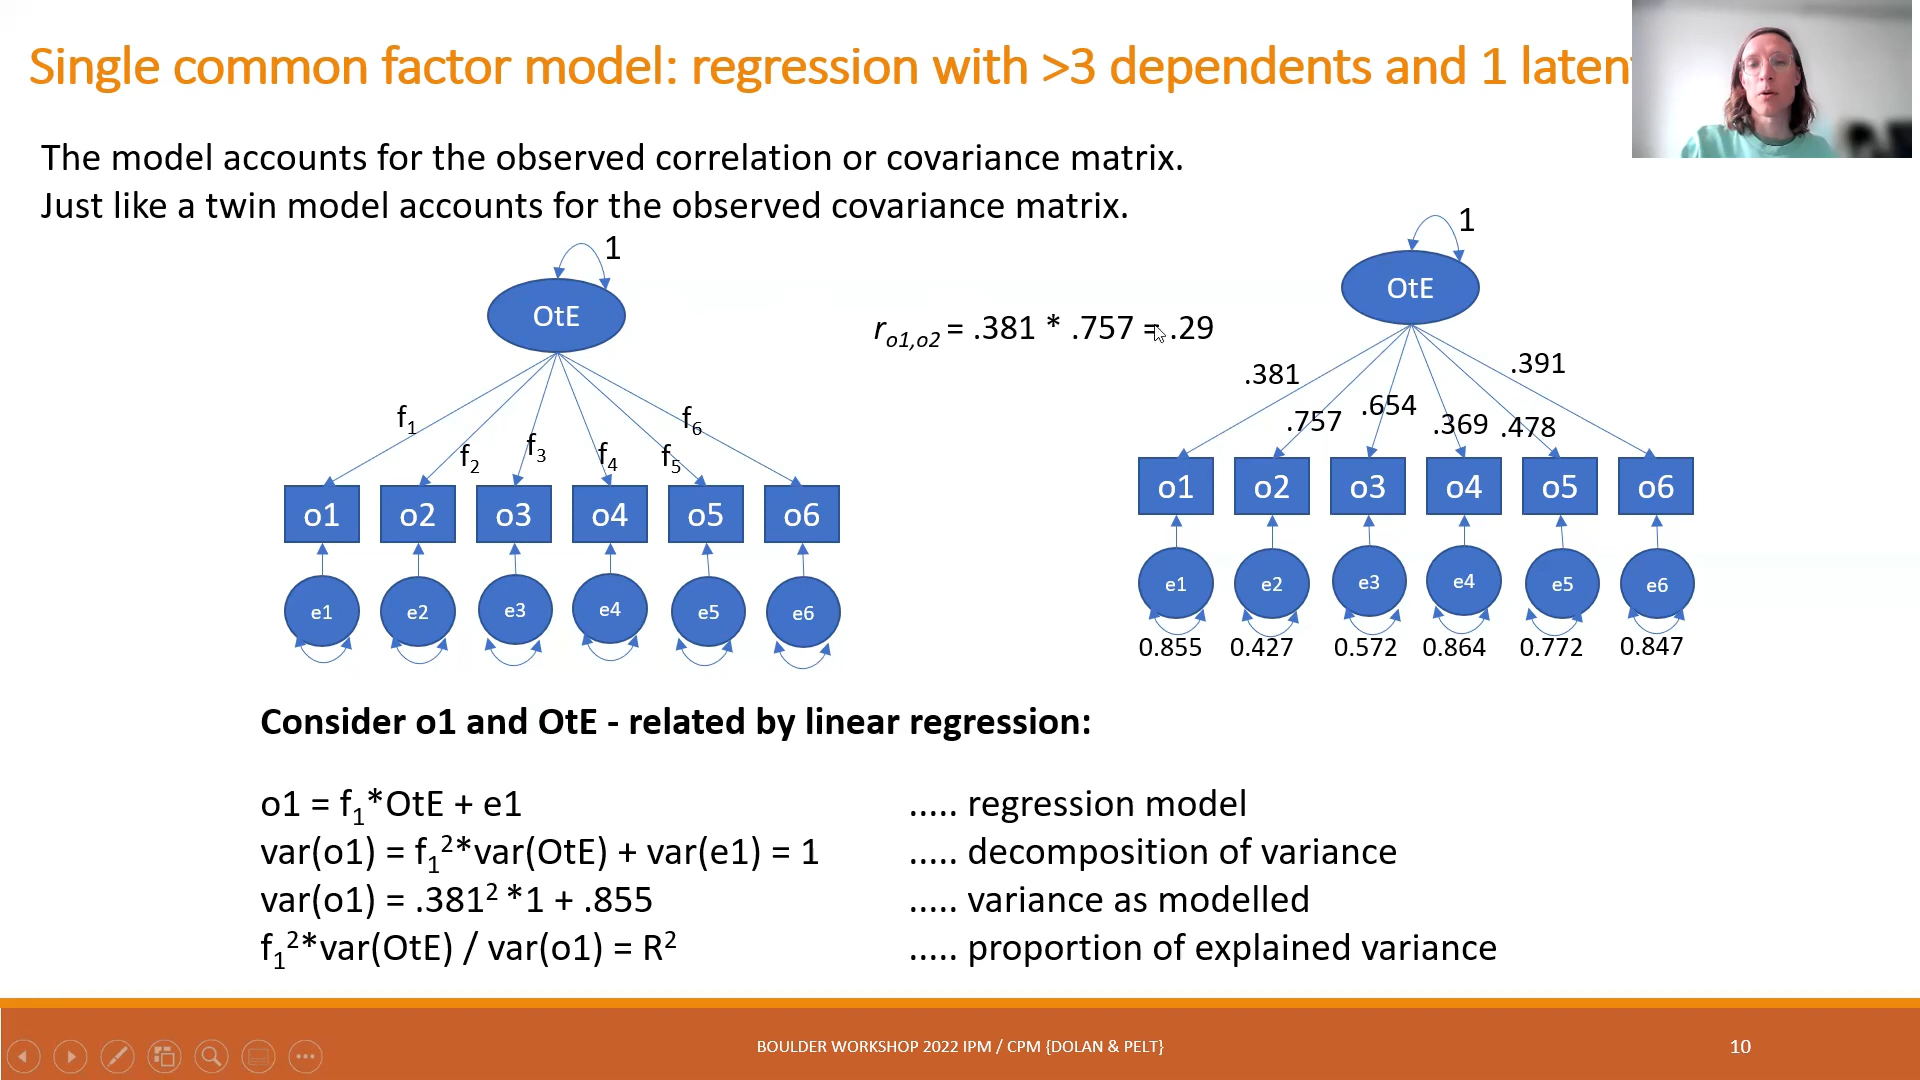 Single common factor model: regression with >3 dependents and 1 latent
The model accounts for the observed correlation or covariance matrix.
Just like a twin model accounts for the observed covariance matrix.
1
OtE
f1
f2
f3
f4
f5
f6
o1 o2 o3 o4 o5 o6
e1 e2 e3 e4 e5 e6
ro1,o2 = .381 * .757 = .29
1
OtE
.381
.757
.654
.369
.478
.391
o1 o2 o3 o4 o5 o6
e1 e2 e3 e4 e5 e6
0.855 0.427 0.572 0.864 0.772 0.847
Consider o1 and OtE - related by linear regression:
o1 = f1*OtE + e1 ..... regression model
var(o1) = f1²*var(OtE) + var(e1) = 1 ..... decomposition of variance
var(o1) = .381² *1 + .855 ..... variance as modelled
f1²*var(OtE) / var(o1) = R² ..... proportion of explained variance
BOULDER WORKSHOP 2022 IPM / CPM {DOLAN & PELT}
10